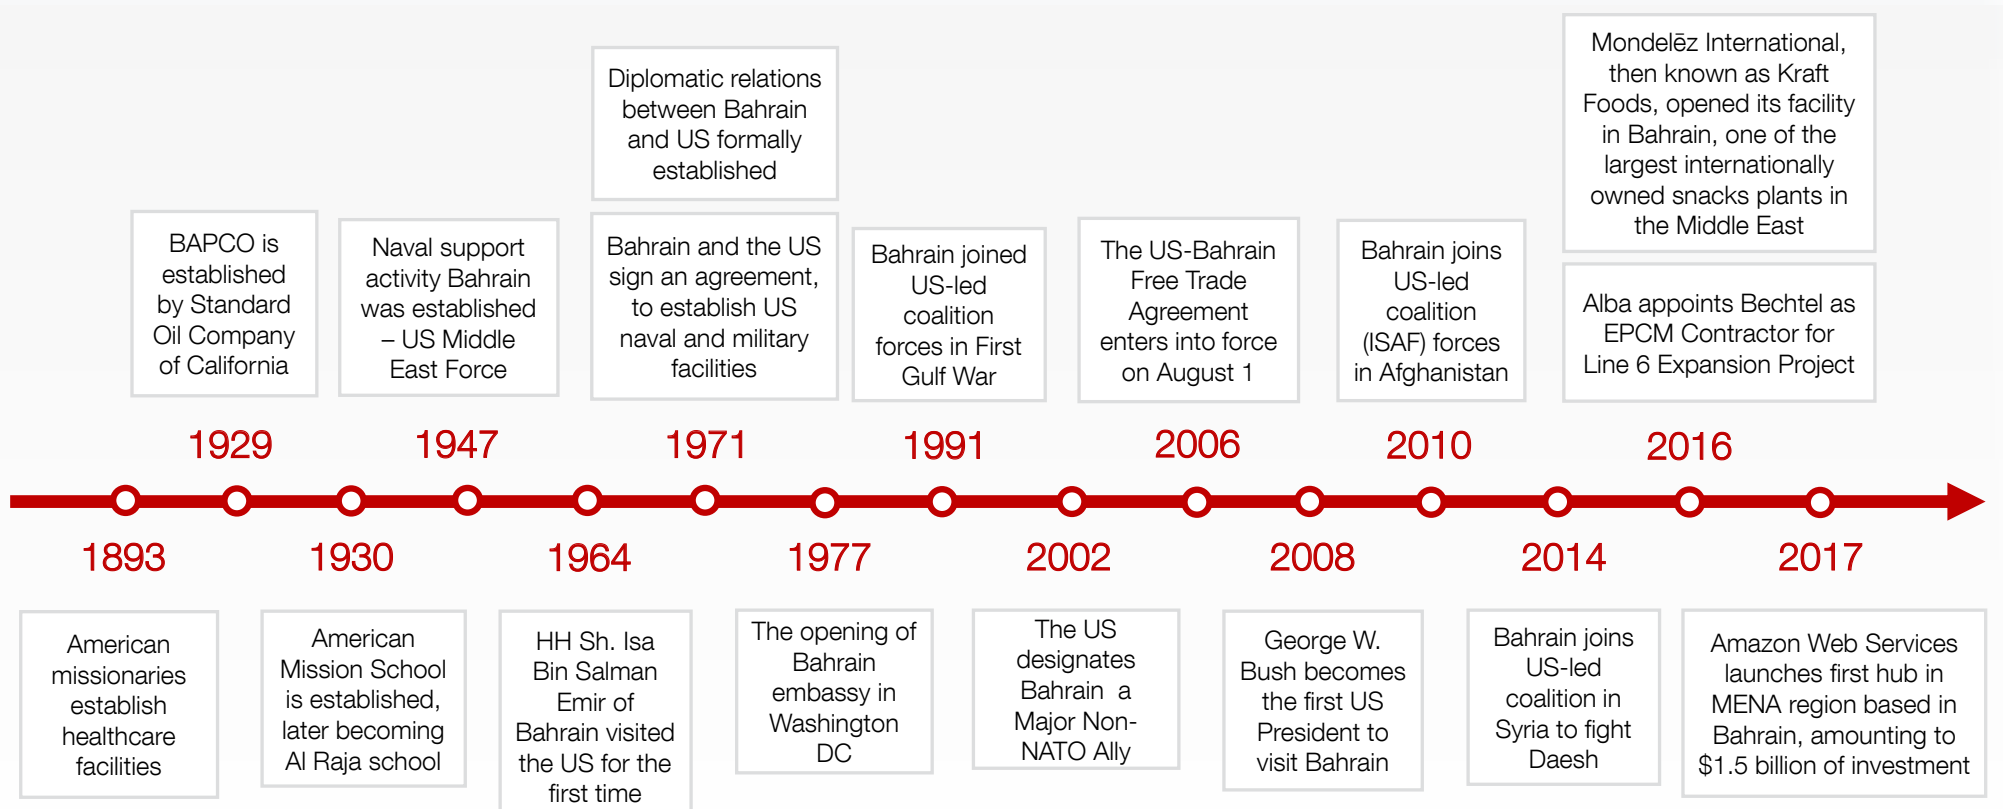 Diplomatic relations
between Bahrain
and US formally
established
Mondelēz International,
then known as Kraft
Foods, opened its facility
in Bahrain, one of the
largest internationally
owned snacks plants in
the Middle East
BAPCO is
established
by Standard
Oil Company
of California
Naval support
activity Bahrain
was established
– US Middle
East Force
Bahrain and the US
sign an agreement,
to establish US
naval and military
facilities
Bahrain joined
US-led
coalition
forces in First
Gulf War
The US-Bahrain
Free Trade
Agreement
enters into force
on August 1
Bahrain joins
US-led
coalition
(ISAF) forces
in Afghanistan
Alba appoints Bechtel as
EPCM Contractor for
Line 6 Expansion Project
1929
1947
1971
1991
2006
2010
2016
1893
1930
1964
1977
2002
2008
2014
2017
American
missionaries
establish
healthcare
facilities
American
Mission School
is established,
later becoming
Al Raja school
HH Sh. Isa
Bin Salman
Emir of
Bahrain visited
the US for the
first time
The opening of
Bahrain
embassy in
Washington
DC
The US
designates
Bahrain  a
Major Non-
NATO Ally
George W.
Bush becomes
the first US
President to
visit Bahrain
Bahrain joins
US-led
coalition in
Syria to fight
Daesh
Amazon Web Services
launches first hub in
MENA region based in
Bahrain, amounting to
$1.5 billion of investment